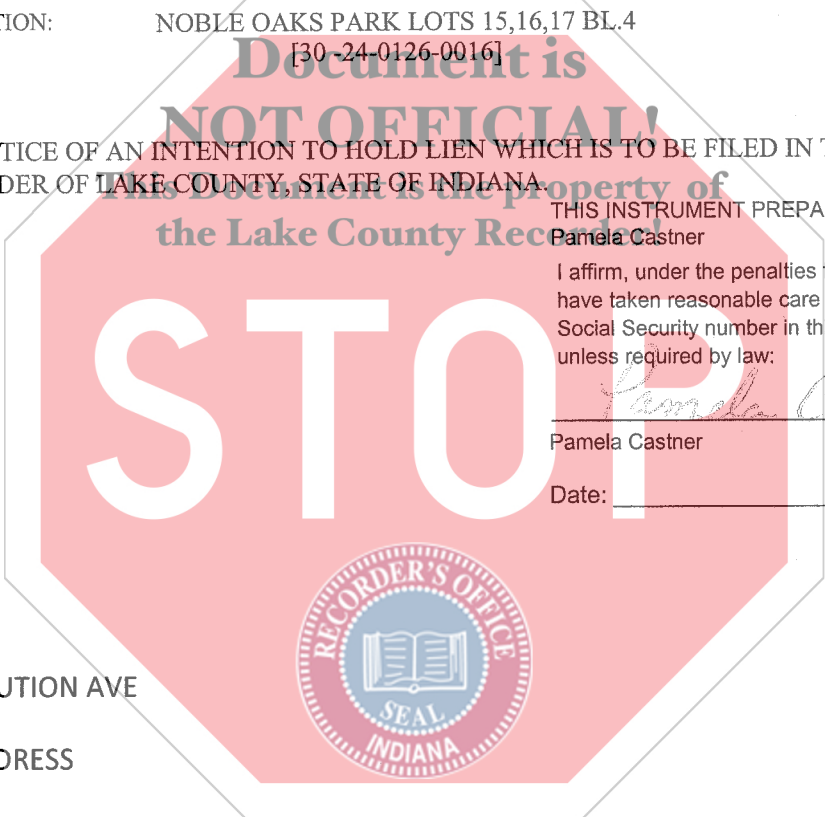 TION: NOBLE OAKS PARK LOTS 15,16,17 BL.4
[30 -24-0126-0016]
Document is
NOT OFFICIAL!
TICE OF AN INTENTION TO HOLD LIEN WHICH IS TO BE FILED IN T
DER OF LAKE COUNTY, STATE OF INDIANA.
This Document is the property of
the Lake County Recorder!
THIS INSTRUMENT PREPA
Pamela Castner
I affirm, under the penalties
have taken reasonable care
Social Security number in th
unless required by law:
Pamela C
Pamela Castner
Date:
STOP
RECORDER'S OFFICE
SEAL
INDIANA
UTION AVE
DRESS